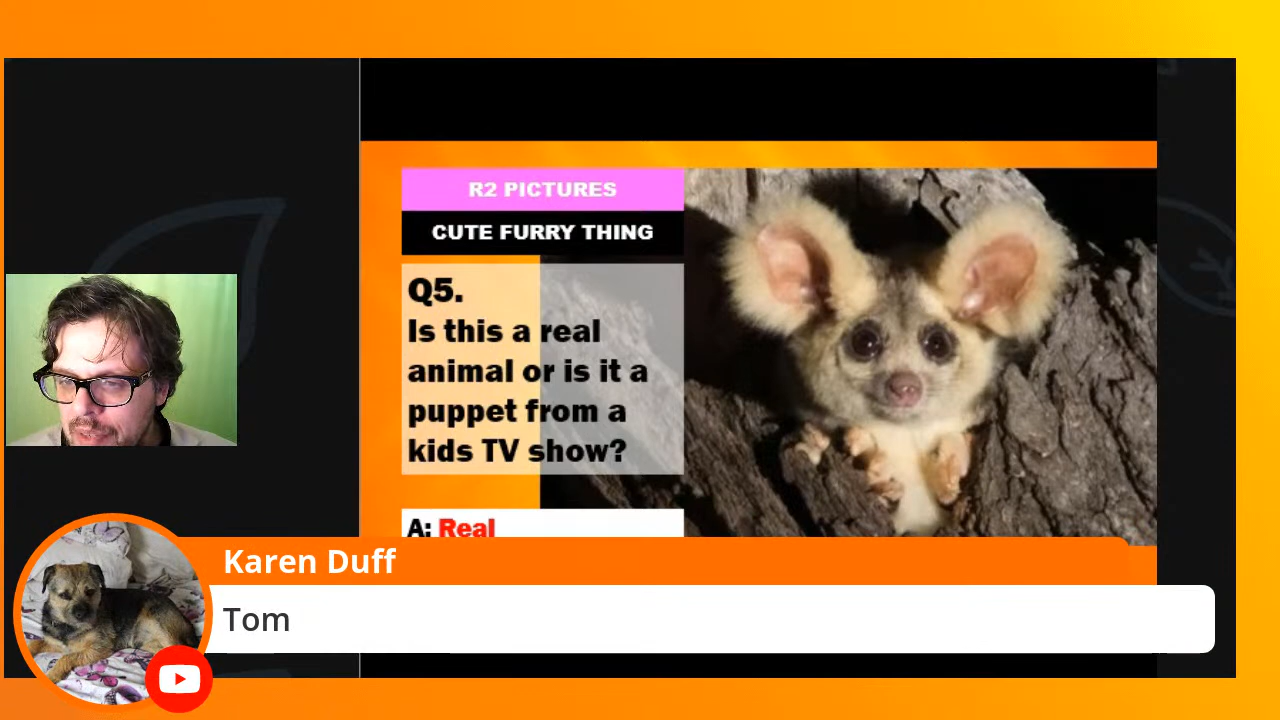 R2 PICTURES
CUTE FURRY THING
Q5.
Is this a real
animal or is it a
puppet from a
kids TV show?
A: Real
Karen Duff
Tom